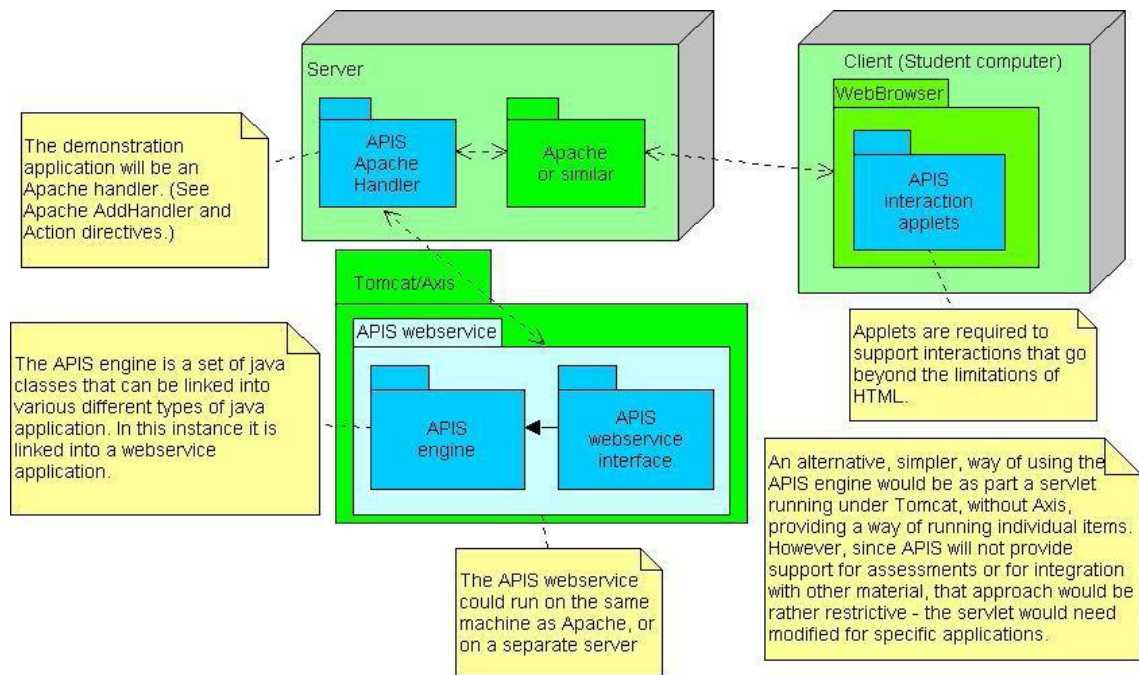 Server
APIS
Apache
Handler
Apache
or similar
Client (Student computer)
WebBrowser
APIS
interaction
applets
The demonstration
application will be an
Apache handler. (See
Apache AddHandler and
Action directives.)
Tomcat/Axis
APIS webservice
APIS
engine
APIS
webservice
interface
The APIS engine is a set of java
classes that can be linked into
various different types of java
application. In this instance it is
linked into a webservice
application.
Applets are required to
support interactions that go
beyond the limitations of
HTML.
The APIS webservice
could run on the same
machine as Apache, or
on a separate server
An alternative, simpler, way of using the
APIS engine would be as part a servlet
running under Tomcat, without Axis,
providing a way of running individual items.
However, since APIS will not provide
support for assessments or for integration
with other material, that approach would be
rather restrictive - the servlet would need
modified for specific applications.